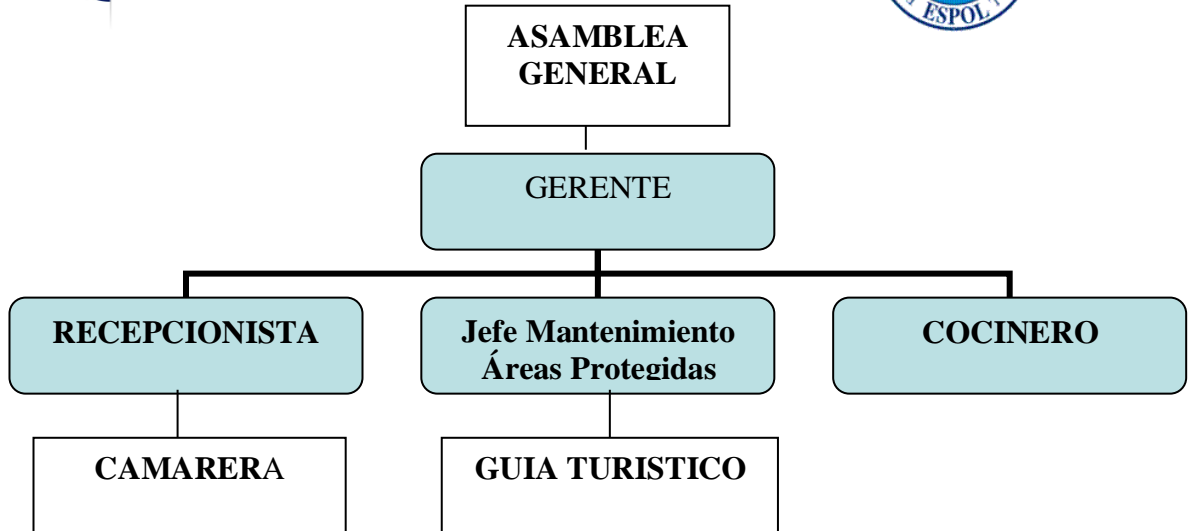 ESPOL
ASAMBLEA
GENERAL
GERENTE
RECEPCIONISTA
Jefe Mantenimiento
Áreas Protegidas
COCINERO
CAMARERA
GUIA TURISTICO